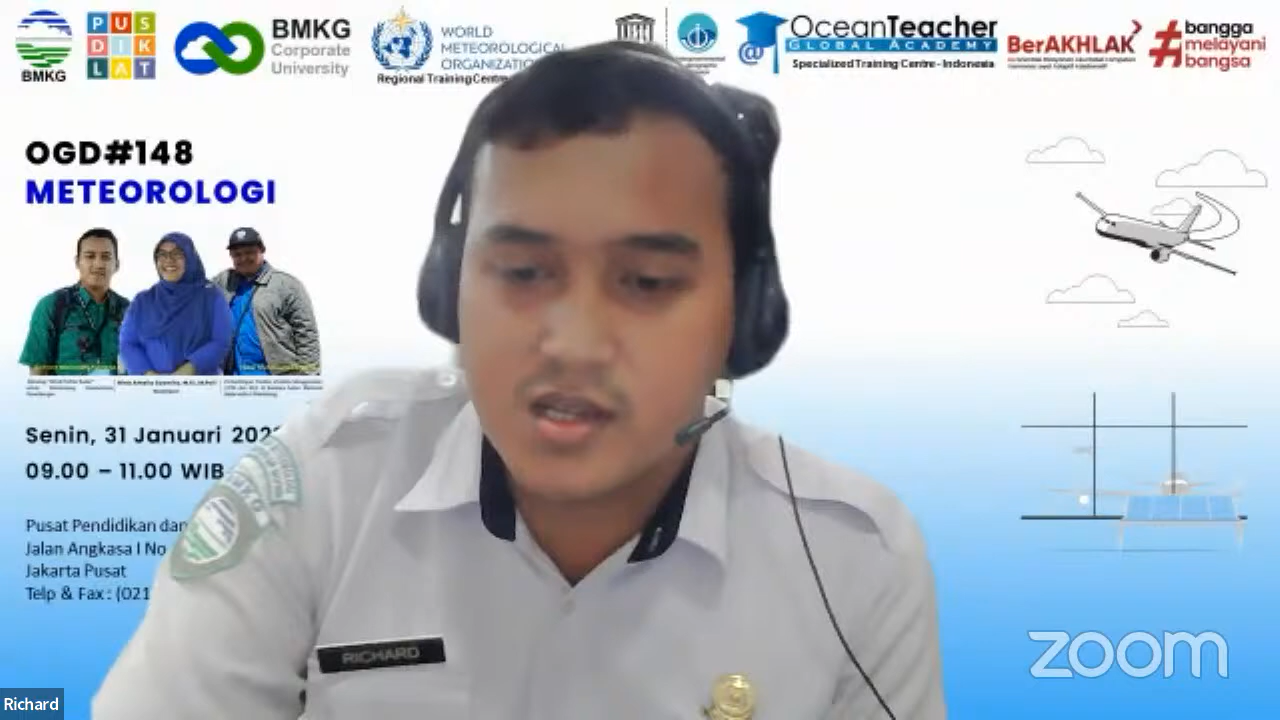 BMKG
PUS
DIK
LAT
BMKG
Corporate
University
WORLD
METEOROLOGICAL
ORGANIZATION
Regional Training Centre
OceanTeacher
GLOBAL ACADEMY
Specialized Training Centre - Indonesia
BerAKHLAK
#bangga
melayani
bangsa
OGD#148
METEOROLOGI
Senin, 31 Januari 202
09.00 – 11.00 WIB
Pusat Pendidikan dan
Jalan Angkasa I No
Jakarta Pusat
Telp & Fax : (021
BMKG
RICHARD
zoom
Richard